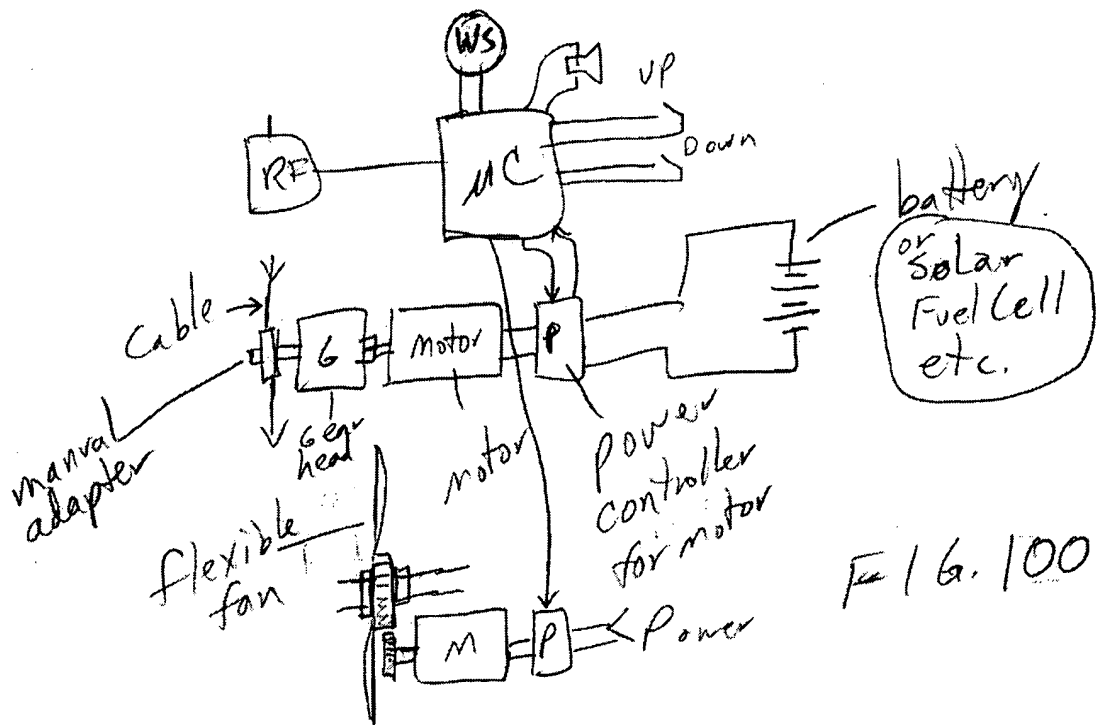 WS
UP
Down
RF
μC
battery
or
Solar
Fuel Cell
etc.
Cable
G
Motor
P
manual
adapter
Gear
head
motor
power
controller
for motor
flexible
fan
M
P
Power
FIG. 100